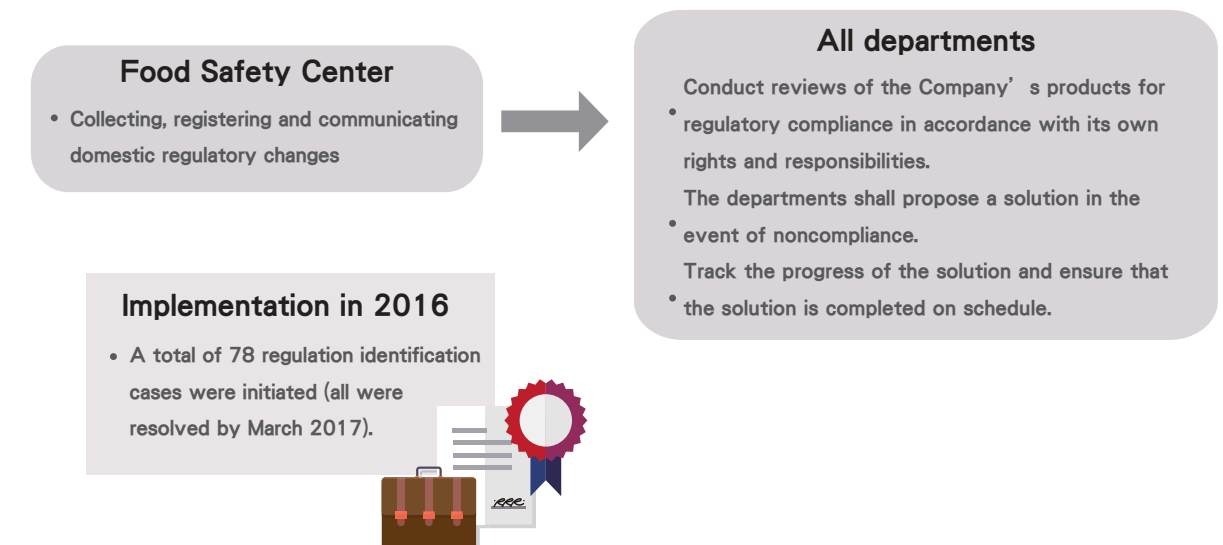 Food Safety Center
• Collecting, registering and communicating
domestic regulatory changes
All departments
Conduct reviews of the Company’ s products for
• regulatory compliance in accordance with its own
rights and responsibilities.
The departments shall propose a solution in the
• event of noncompliance.
Track the progress of the solution and ensure that
• the solution is completed on schedule.
Implementation in 2016
• A total of 78 regulation identification
cases were initiated (all were
resolved by March 2017).